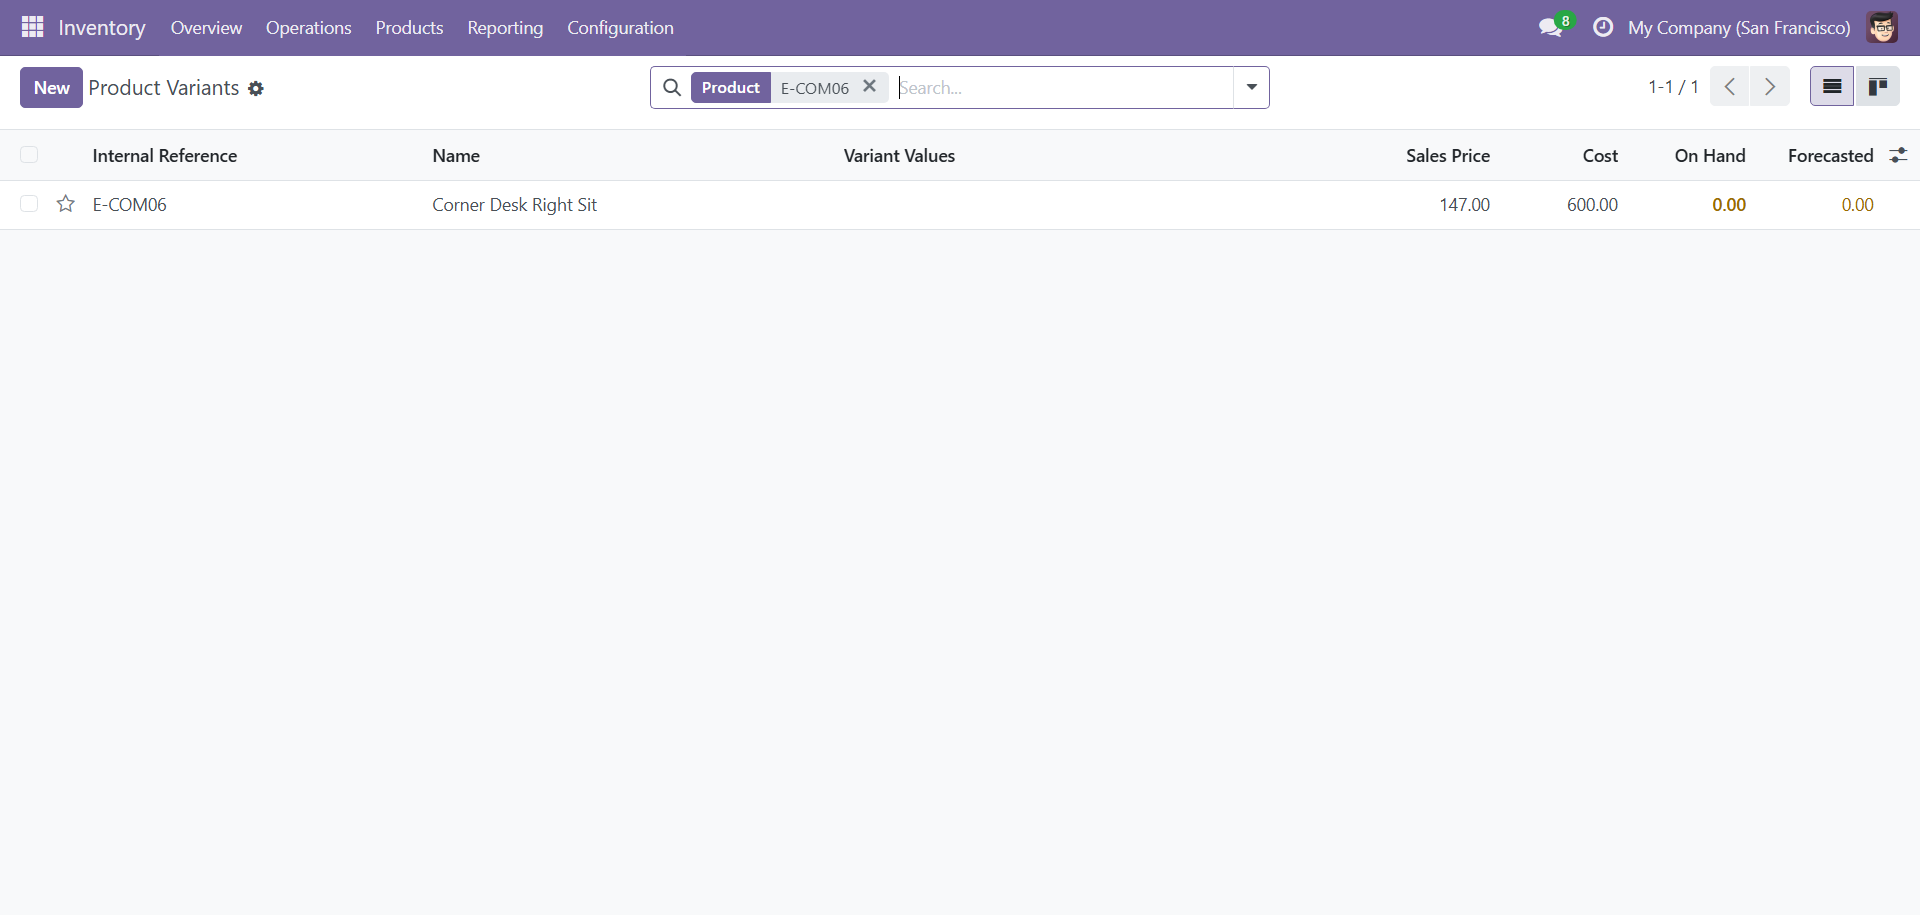 Inventory Overview Operations Products Reporting Configuration 8 My Company (San Francisco)
New Product Variants Product E-COM06 Search... 1-1 / 1
Internal Reference Name Variant Values Sales Price Cost On Hand Forecasted
E-COM06 Corner Desk Right Sit 147.00 600.00 0.00 0.00